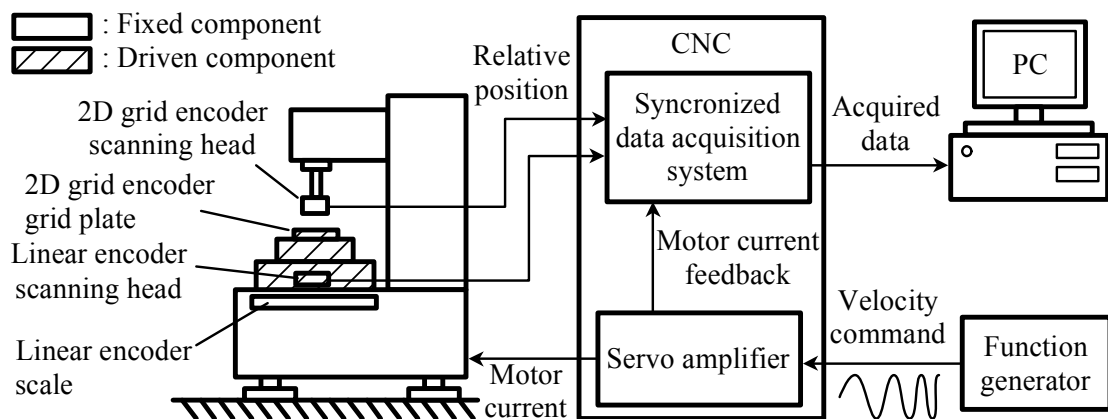 : Fixed component
: Driven component
2D grid encoder
scanning head
2D grid encoder
grid plate
Linear encoder
scanning head
Linear encoder
scale
Relative
position
CNC
Syncronized
data acquisition
system
Motor current
feedback
Servo amplifier
Motor
current
Acquired
data
PC
Velocity
command
Function
generator